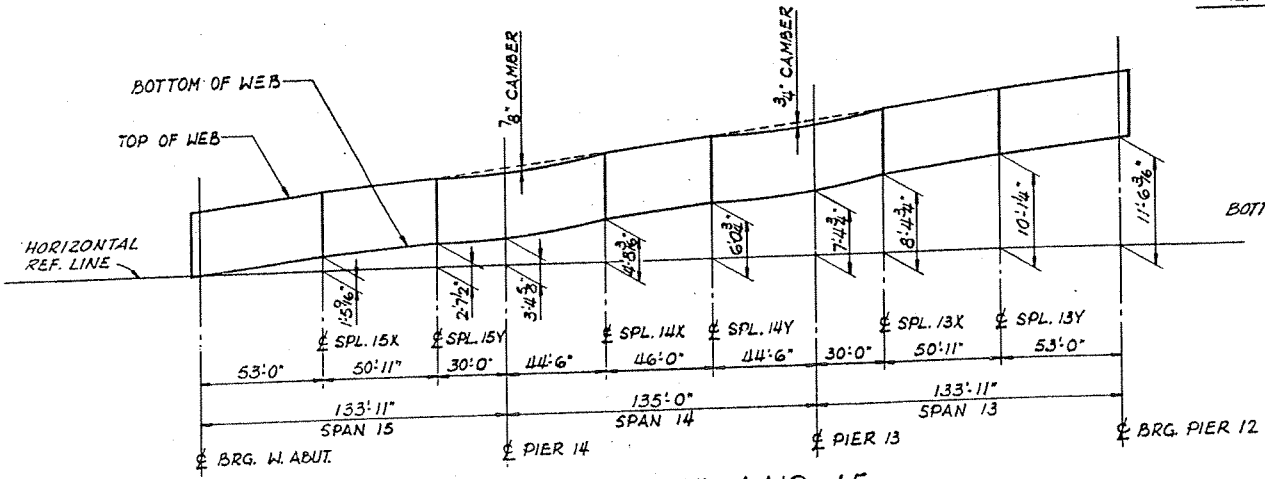 BOTTOM OF WEB
TOP OF WEB
7/8" CAMBER
3/4" CAMBER
HORIZONTAL
REF. LINE
BOTT
1'-5 9/16"
2'-7 1/2"
3'-4 5/8"
4'-8 3/16"
6'-0 3/4"
7'-4 3/4"
8'-4 3/4"
10'-1 1/4"
11'-6 3/16"
℄ SPL. 15X
℄ SPL. 15Y
℄ SPL. 14X
℄ SPL. 14Y
℄ SPL. 13X
℄ SPL. 13Y
53'-0" 50'-11" 30'-0" 44'-6" 46'-0" 44'-6" 30'-0" 50'-11" 53'-0"
133'-11" 135'-0" 133'-11"
SPAN 15 SPAN 14 SPAN 13
℄ BRG. W. ABUT.
℄ PIER 14
℄ PIER 13
℄ BRG. PIER 12